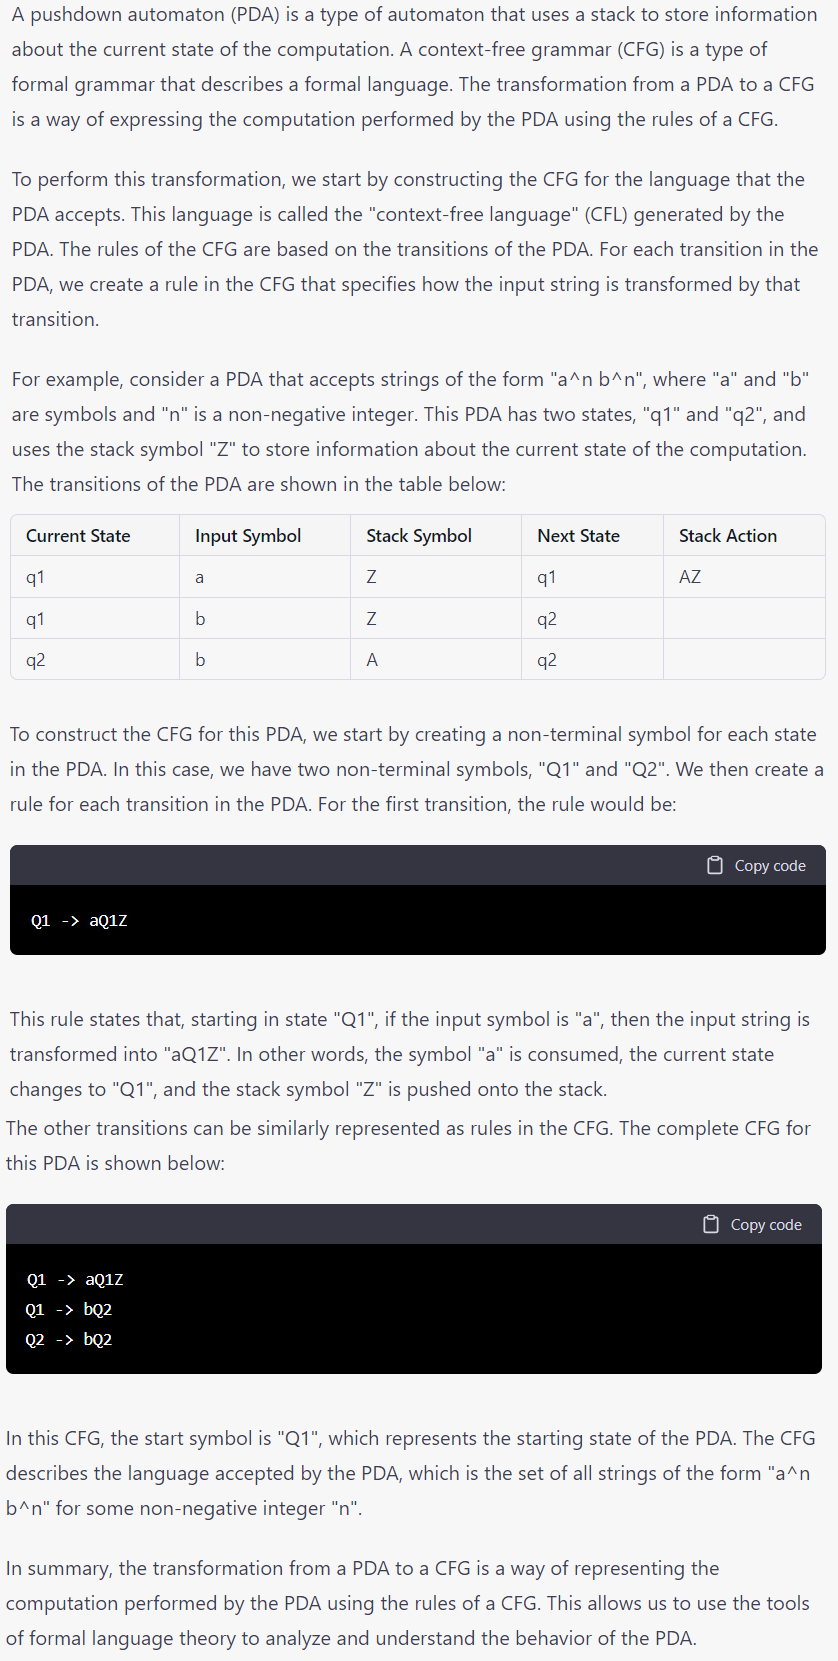 A pushdown automaton (PDA) is a type of automaton that uses a stack to store information
about the current state of the computation. A context-free grammar (CFG) is a type of
formal grammar that describes a formal language. The transformation from a PDA to a CFG
is a way of expressing the computation performed by the PDA using the rules of a CFG.
To perform this transformation, we start by constructing the CFG for the language that the
PDA accepts. This language is called the "context-free language" (CFL) generated by the
PDA. The rules of the CFG are based on the transitions of the PDA. For each transition in the
PDA, we create a rule in the CFG that specifies how the input string is transformed by that
transition.
For example, consider a PDA that accepts strings of the form "a^n b^n", where "a" and "b"
are symbols and "n" is a non-negative integer. This PDA has two states, "q1" and "q2", and
uses the stack symbol "Z" to store information about the current state of the computation.
The transitions of the PDA are shown in the table below:
Current State Input Symbol Stack Symbol Next State Stack Action
q1 a Z q1 AZ
q1 b Z q2
q2 b A q2
To construct the CFG for this PDA, we start by creating a non-terminal symbol for each state
in the PDA. In this case, we have two non-terminal symbols, "Q1" and "Q2". We then create a
rule for each transition in the PDA. For the first transition, the rule would be:
Copy code
Q1 -> aQ1Z
This rule states that, starting in state "Q1", if the input symbol is "a", then the input string is
transformed into "aQ1Z". In other words, the symbol "a" is consumed, the current state
changes to "Q1", and the stack symbol "Z" is pushed onto the stack.
The other transitions can be similarly represented as rules in the CFG. The complete CFG for
this PDA is shown below:
Copy code
Q1 -> aQ1Z
Q1 -> bQ2
Q2 -> bQ2
In this CFG, the start symbol is "Q1", which represents the starting state of the PDA. The CFG
describes the language accepted by the PDA, which is the set of all strings of the form "a^n
b^n" for some non-negative integer "n".
In summary, the transformation from a PDA to a CFG is a way of representing the
computation performed by the PDA using the rules of a CFG. This allows us to use the tools
of formal language theory to analyze and understand the behavior of the PDA.